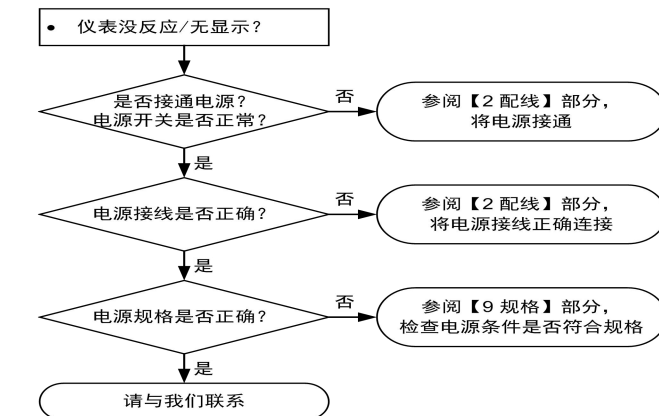 • 仪表没反应/无显示？
是否接通电源？
电源开关是否正常？
否
参阅【2 配线】部分，
将电源接通
是
电源接线是否正确？
否
参阅【2 配线】部分，
将电源接线正确连接
是
电源规格是否正确？
否
参阅【9 规格】部分，
检查电源条件是否符合规格
是
请与我们联系